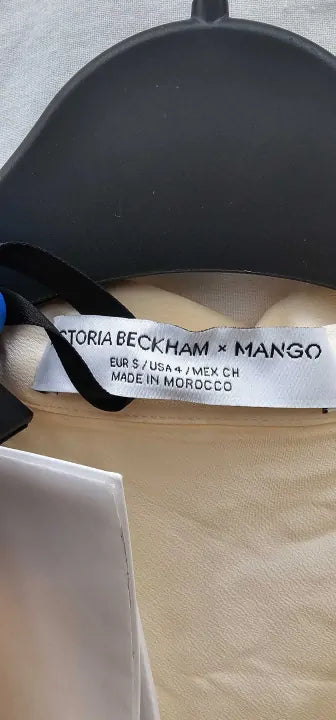 CTORIA BECKHAM × MANGO
EUR S / USA 4 / MEX CH
MADE IN MOROCCO